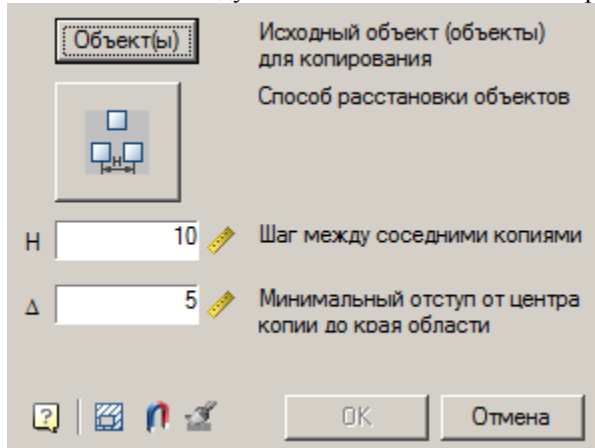 Объект(ы)
Исходный объект (объекты)
для копирования
Способ расстановки объектов
H
H 10 Шаг между соседними копиями
Δ 5 Минимальный отступ от центра
копии до края области
? OK Отмена